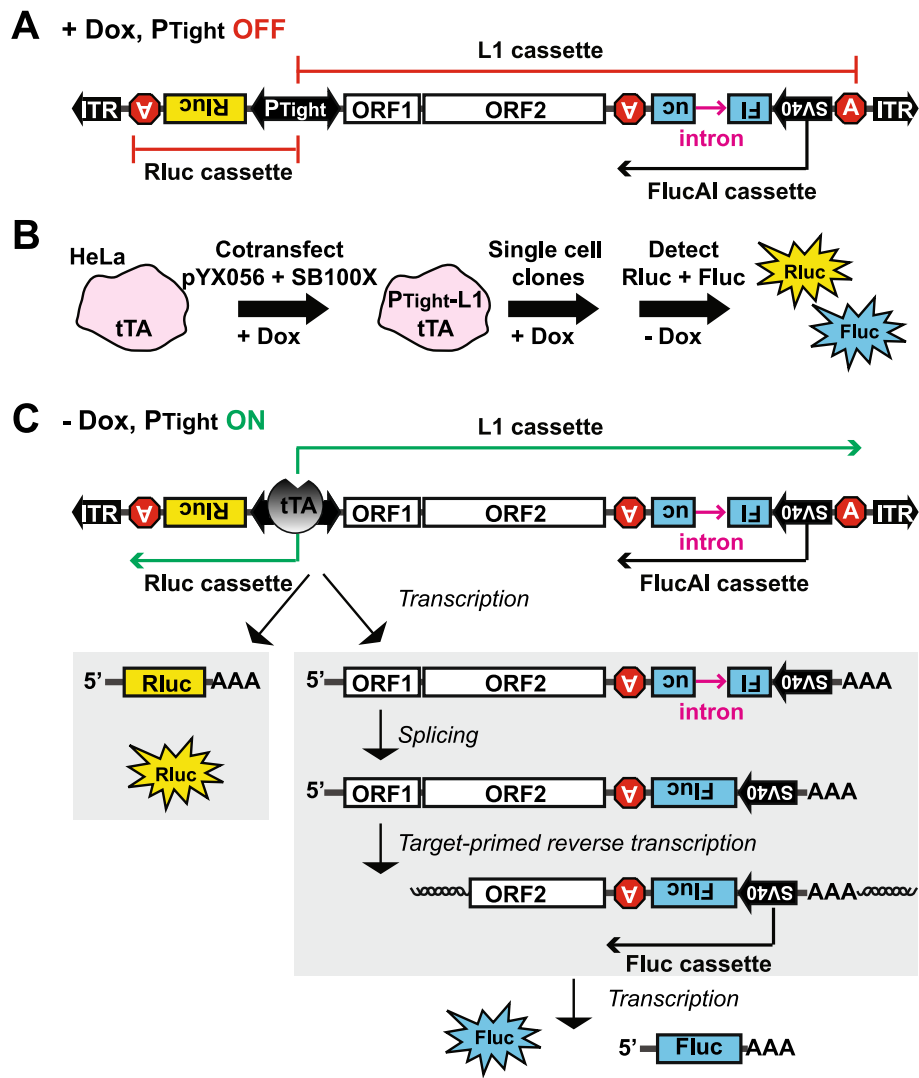 A + Dox, PTight OFF
L1 cassette
ITR A Rluc PTight ORF1 ORF2 A uc Fl SV40 A ITR
intron
Rluc cassette
FlucAI cassette
B
HeLa
tTA
Cotransfect
pYX056 + SB100X
+ Dox
PTight-L1
tTA
Single cell
clones
+ Dox
Detect
Rluc + Fluc
- Dox
Rluc
Fluc
C - Dox, PTight ON
L1 cassette
ITR A Rluc tTA ORF1 ORF2 A uc Fl SV40 A ITR
intron
Rluc cassette
FlucAI cassette
Transcription
5’ Rluc AAA
Rluc
5’ ORF1 ORF2 A uc Fl SV40 AAA
intron
Splicing
5’ ORF1 ORF2 A Fluc SV40 AAA
Target-primed reverse transcription
ORF2 A Fluc SV40 AAA
Fluc cassette
Transcription
Fluc
5’ Fluc AAA